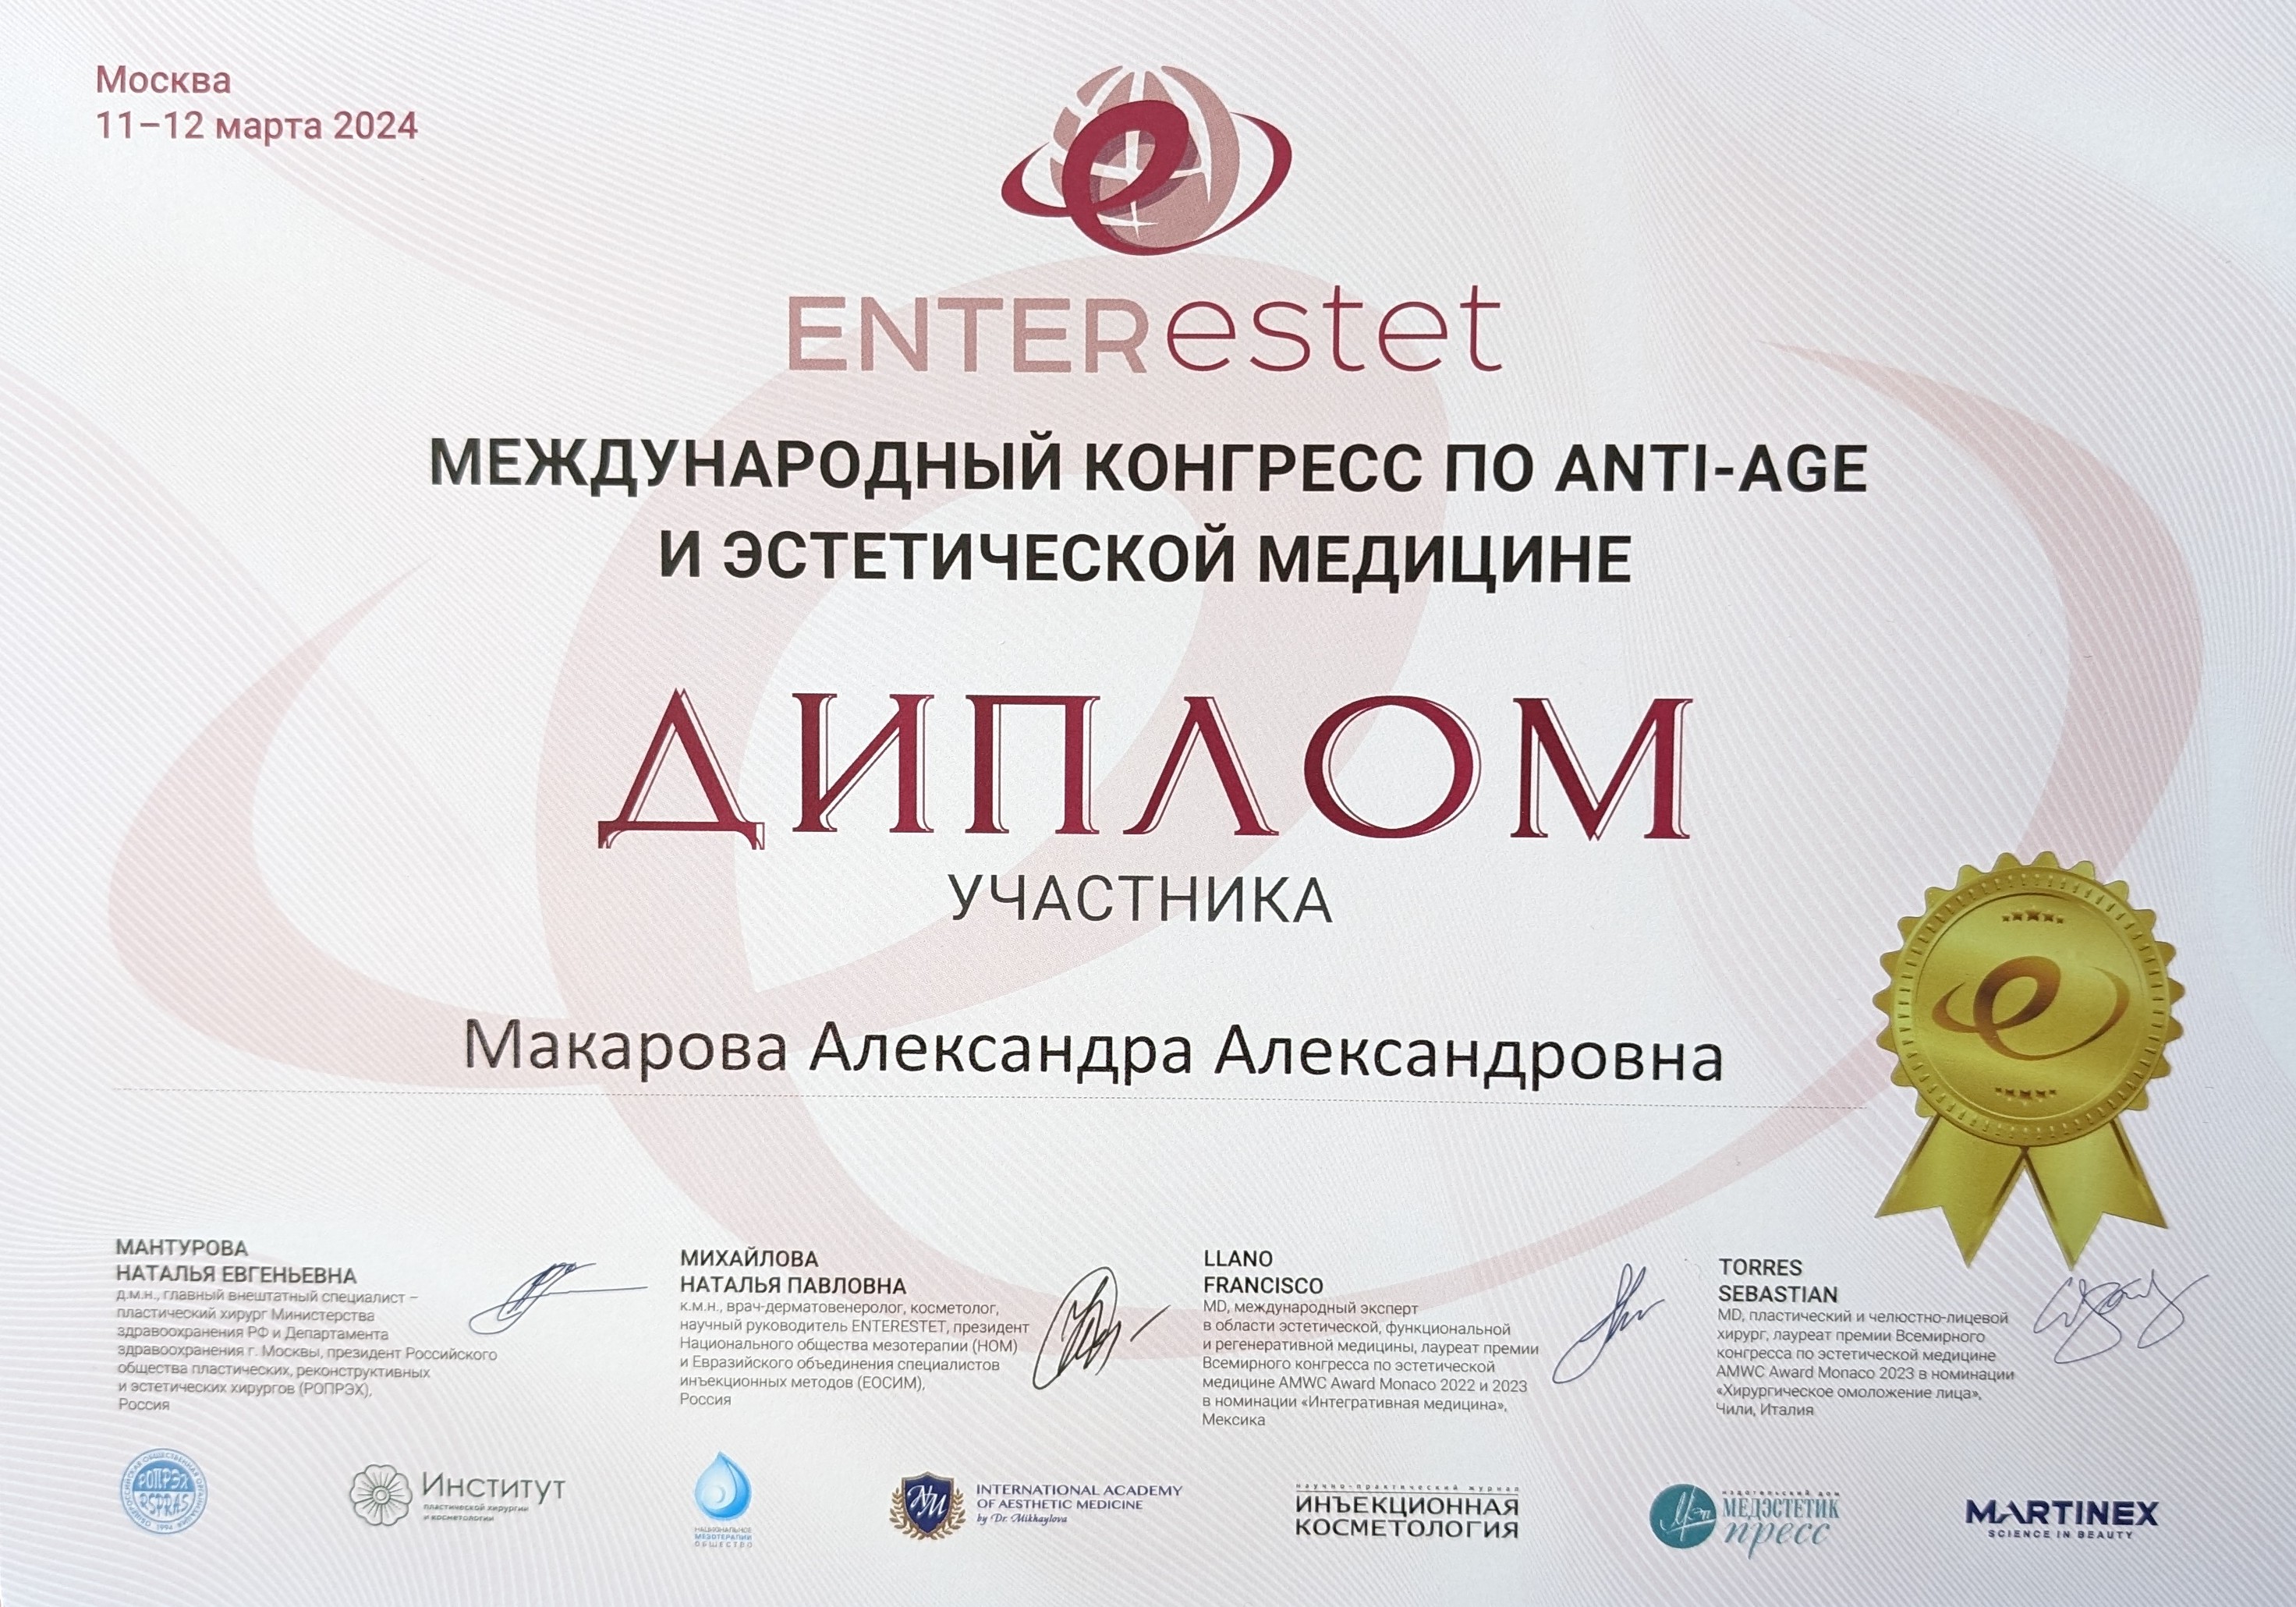 Москва
11–12 марта 2024
ENTERestet
МЕЖДУНАРОДНЫЙ КОНГРЕСС ПО ANTI-AGE
И ЭСТЕТИЧЕСКОЙ МЕДИЦИНЕ
ДИПЛОМ
УЧАСТНИКА
Макарова Александра Александровна
МАНТУРОВА
НАТАЛЬЯ ЕВГЕНЬЕВНА
д.м.н., главный внештатный специалист –
пластический хирург Министерства
здравоохранения РФ и Департамента
здравоохранения г. Москвы, президент Российского
общества пластических, реконструктивных
и эстетических хирургов (РОПРЭХ),
Россия
МИХАЙЛОВА
НАТАЛЬЯ ПАВЛОВНА
к.м.н., врач-дерматовенеролог, косметолог,
научный руководитель ENTERESTET, президент
Национального общества мезотерапии (НОМ)
и Евразийского объединения специалистов
инъекционных методов (ЕОСИМ),
Россия
LLANO
FRANCISCO
MD, международный эксперт
в области эстетической, функциональной
и регенеративной медицины, лауреат премии
Всемирного конгресса по эстетической
медицине AMWC Award Monaco 2022 и 2023
в номинации «Интегративная медицина»,
Мексика
TORRES
SEBASTIAN
MD, пластический и челюстно-лицевой
хирург, лауреат премии Всемирного
конгресса по эстетической медицине
AMWC Award Monaco 2023 в номинации
«Хирургическое омоложение лица»,
Чили, Италия
РОПРЭХ
RSPRAS
1994
Институт
пластической хирургии
и косметологии
НАЦИОНАЛЬНОЕ
МЕЗОТЕРАПИИ
ОБЩЕСТВО
NM
INTERNATIONAL ACADEMY
OF AESTHETIC MEDICINE
by Dr. Mikhaylova
научно-практический журнал
ИНЪЕКЦИОННАЯ
КОСМЕТОЛОГИЯ
издательский дом
Мэп
МЕДЭСТЕТИК
пресс
MARTINEX
SCIENCE IN BEAUTY